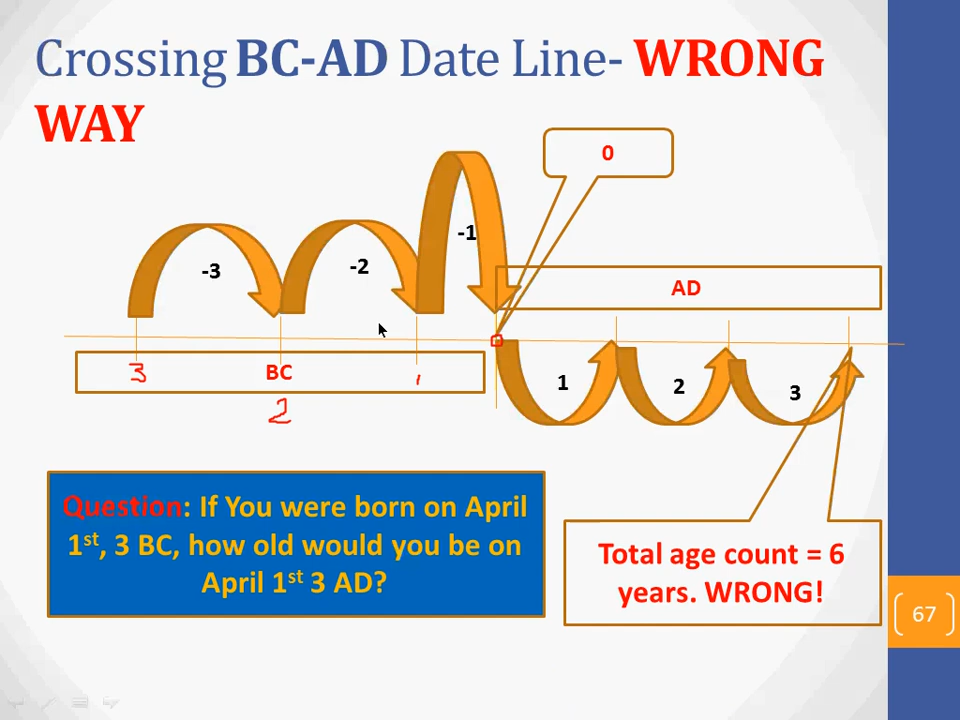 Crossing BC-AD Date Line- WRONG
WAY
0
-1
-3
-2
AD
3
BC
1
2
1
2
3
Question: If You were born on April
1st, 3 BC, how old would you be on
April 1st 3 AD?
Total age count = 6
years. WRONG!
67